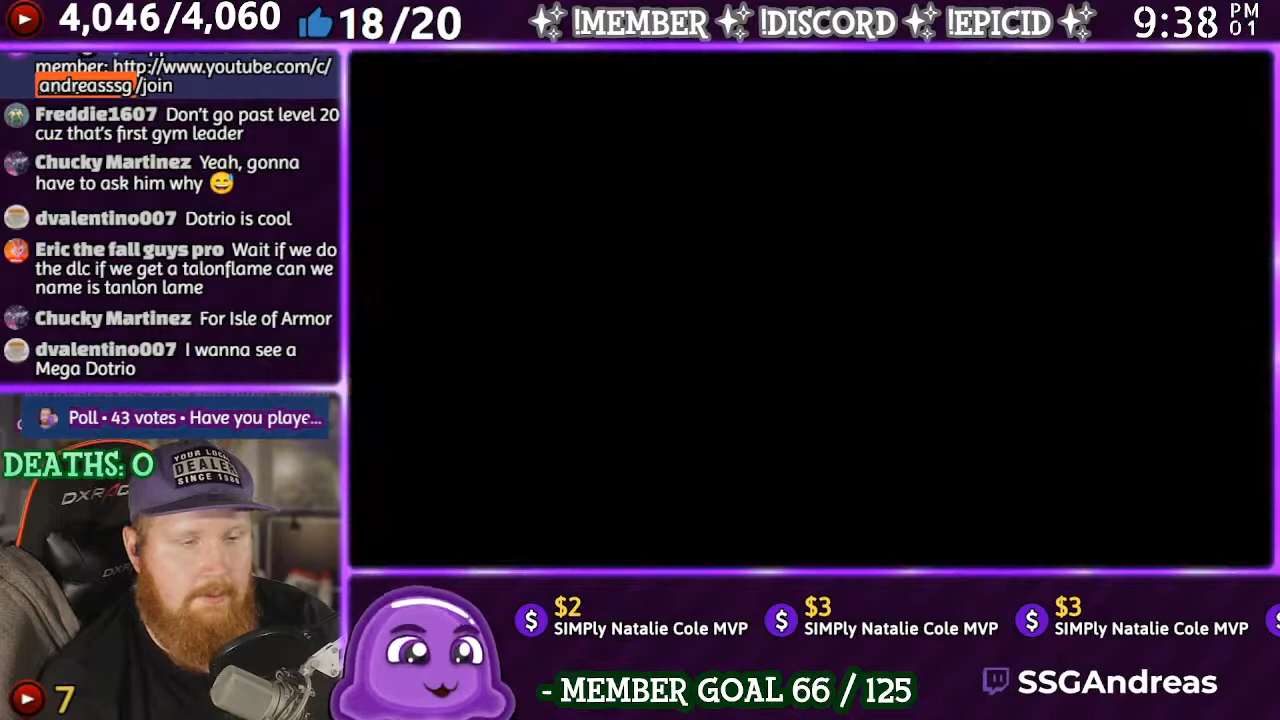 4,046/4,060
18/20
!MEMBER
!DISCORD
!EPICID
9:38 PM 01
member: http://www.youtube.com/c/
andreasssg/join
Freddie1607 Don't go past level 20
cuz that's first gym leader
Chucky Martinez Yeah, gonna
have to ask him why 😅
dvalentino007 Dotrio is cool
Eric the fall guys pro Wait if we do
the dlc if we get a talonflame can we
name is tanlon lame
Chucky Martinez For Isle of Armor
dvalentino007 I wanna see a
Mega Dotrio
Poll • 43 votes • Have you playe...
DEATHS: 0
YOUR LOCAL
DEALER
SINCE 1986
7
$2
SIMPly Natalie Cole MVP
$3
SIMPly Natalie Cole MVP
$3
SIMPly Natalie Cole MVP
- MEMBER GOAL 66 / 125
SSGAndreas